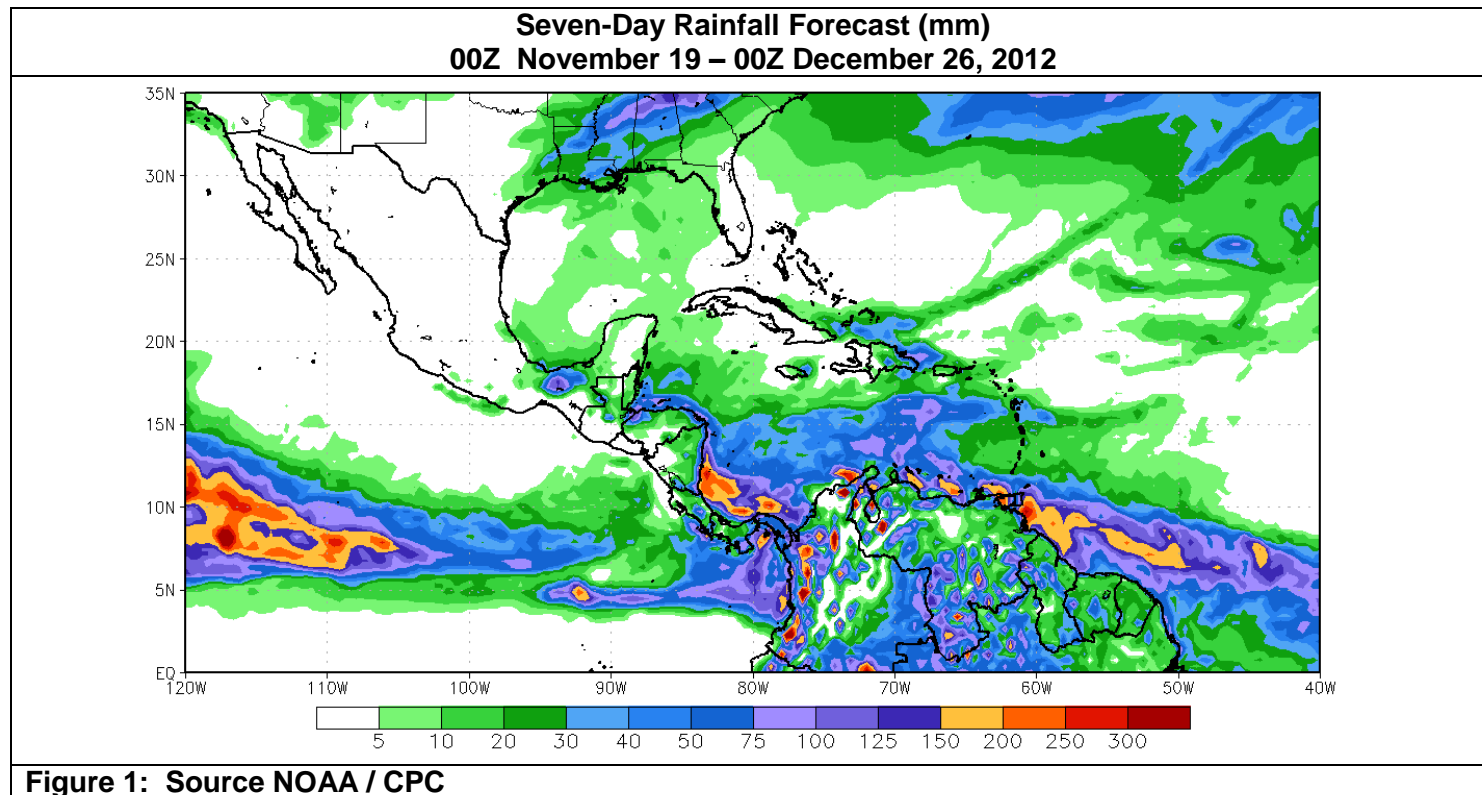 Seven-Day Rainfall Forecast (mm)
00Z November 19 – 00Z December 26, 2012
35N
30N
25N
20N
15N
10N
5N
EQ
120W 110W 100W 90W 80W 70W 60W 50W 40W
5 10 20 30 40 50 75 100 125 150 200 250 300
Figure 1: Source NOAA / CPC